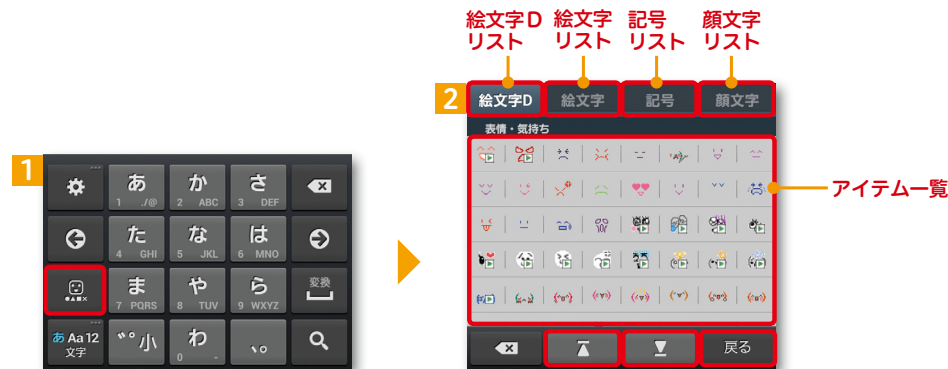 絵文字D
リスト
絵文字
リスト
記号
リスト
顔文字
リスト
2
絵文字D 絵文字 記号 顔文字
表情・気持ち
アイテム一覧
戻る
1
あ か さ
1 ./@ 2 ABC 3 DEF
た な は
4 GHI 5 JKL 6 MNO
ま や ら 変換
7 PQRS 8 TUV 9 WXYZ
あ Aa 12
文字
゛゜小 わ 、。
0 -